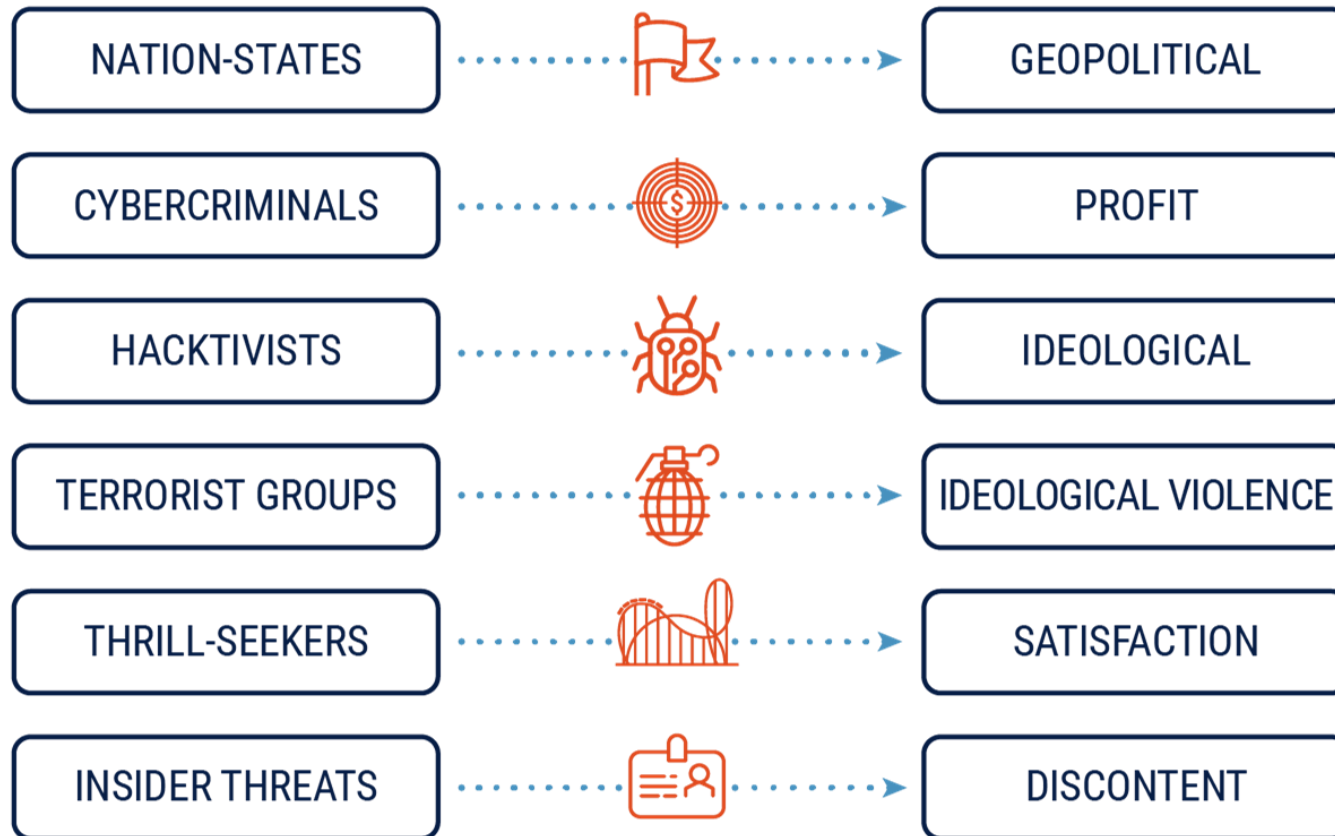 NATION-STATES
GEOPOLITICAL
CYBERCRIMINALS
$
PROFIT
HACKTIVISTS
IDEOLOGICAL
TERRORIST GROUPS
IDEOLOGICAL VIOLENCE
THRILL-SEEKERS
SATISFACTION
INSIDER THREATS
DISCONTENT